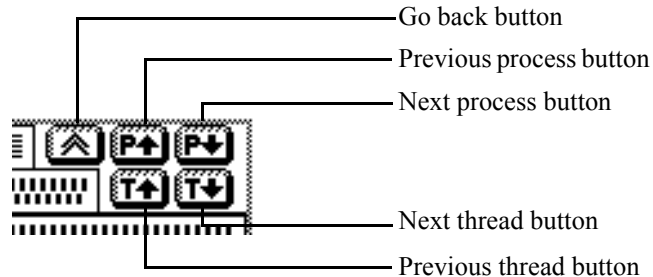 Go back button
Previous process button
Next process button
P↑ P↓
T↑ T↓
Next thread button
Previous thread button